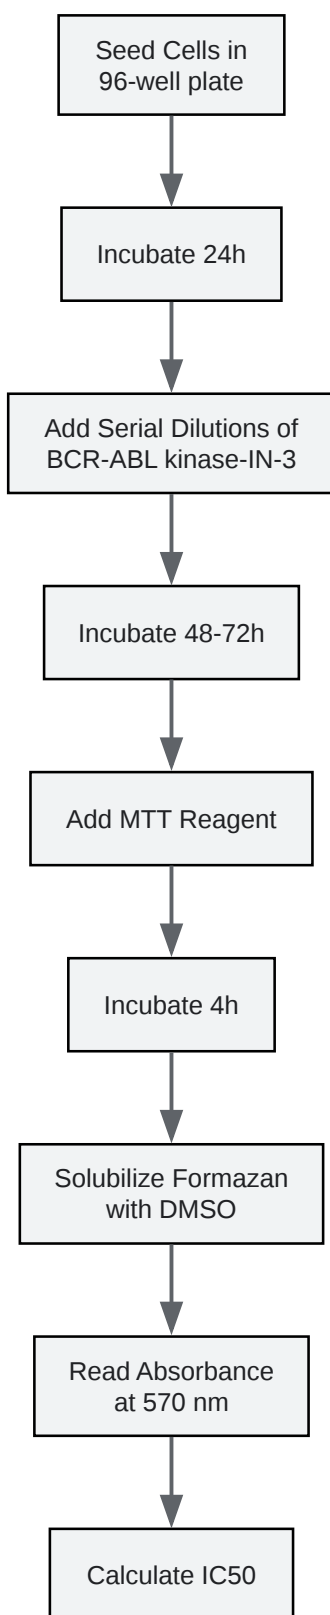 Seed Cells in
96-well plate
Incubate 24h
Add Serial Dilutions of
BCR-ABL kinase-IN-3
Incubate 48-72h
Add MTT Reagent
Incubate 4h
Solubilize Formazan
with DMSO
Read Absorbance
at 570 nm
Calculate IC50